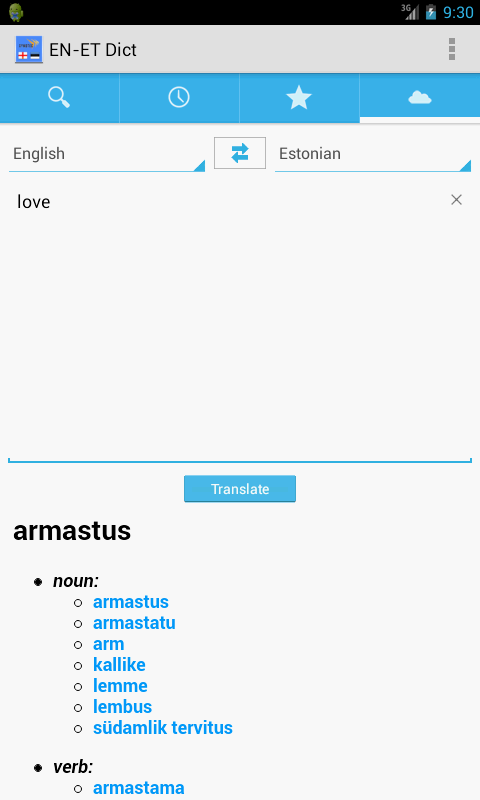 3G 9:30
EN-ET Dict
English Estonian
love
Translate
armastus
noun:
armastus
armastatu
arm
kallike
lemme
lembus
südamlik tervitus
verb:
armastama